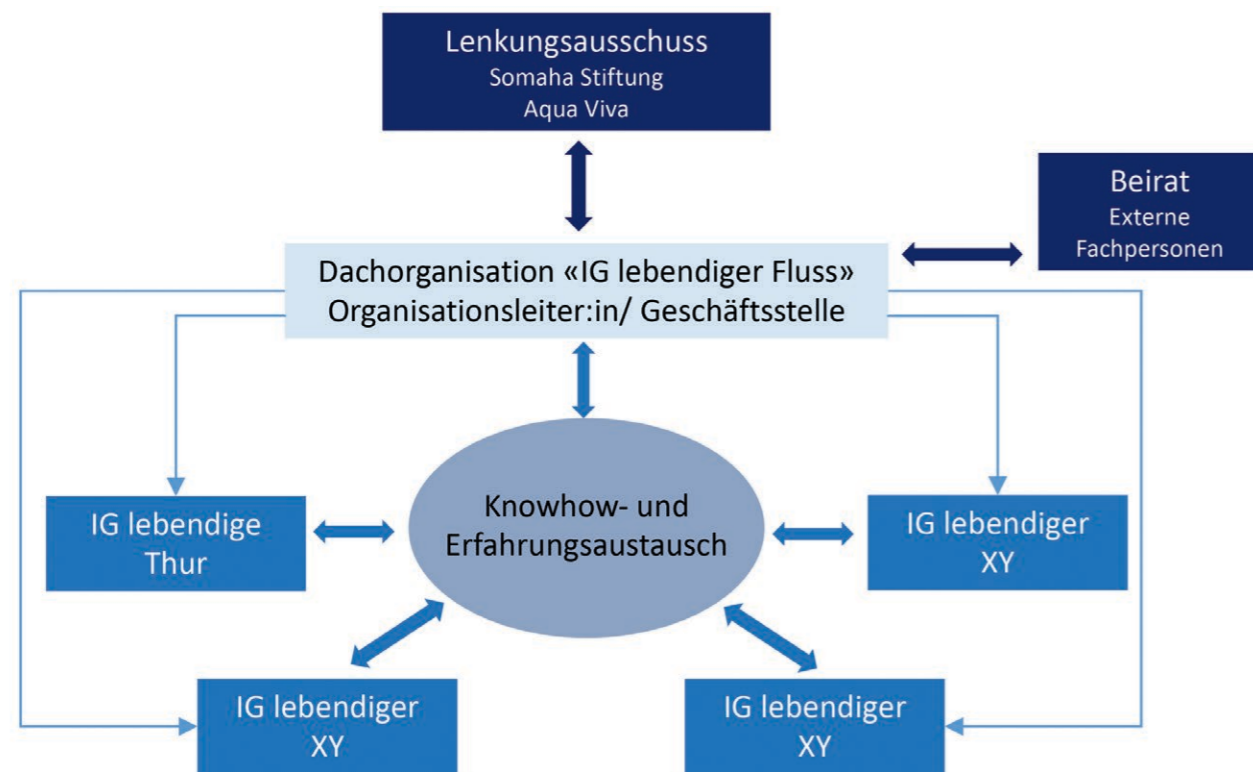 Lenkungsausschuss
Somaha Stiftung
Aqua Viva
Beirat
Externe
Fachpersonen
Dachorganisation «IG lebendiger Fluss»
Organisationsleiter:in/ Geschäftsstelle
Knowhow- und
Erfahrungsaustausch
IG lebendige
Thur
IG lebendiger
XY
IG lebendiger
XY
IG lebendiger
XY